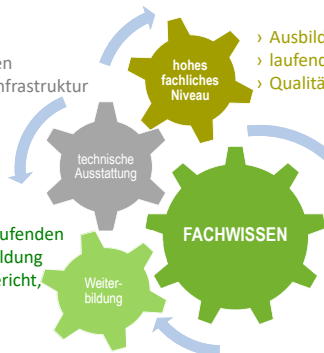 hohes
fachliches
Niveau
› Ausbild
› laufend
› Qualitä
en
nfrastruktur
technische
Ausstattung
FACHWISSEN
ufenden
ldung
ericht,
Weiter-
bildung